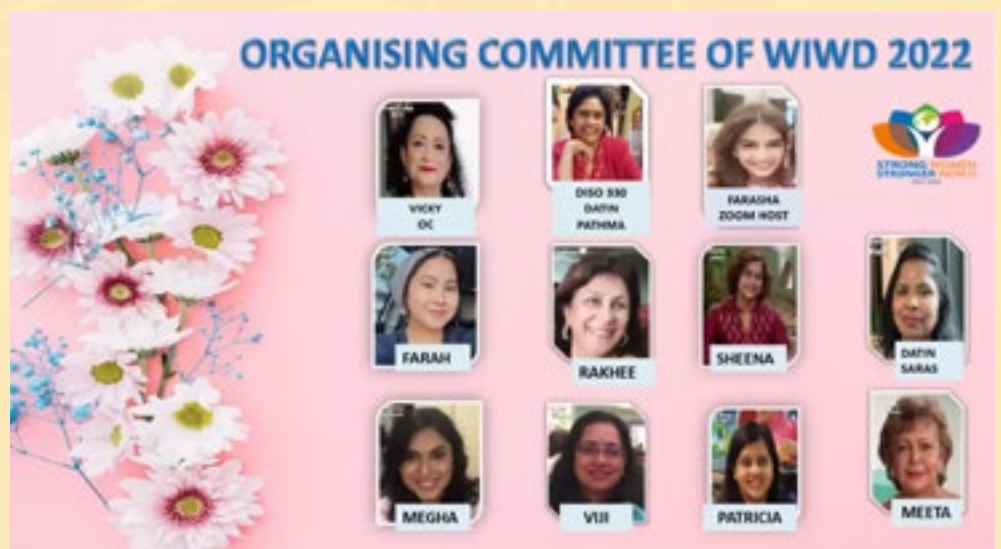 ORGANISING COMMITTEE OF WIWD 2022
VICKY
OC
DISO 330
DATIN
PATHMA
FARASHA
ZOOM HOST
STRONG WOMEN
STRONGER WORLD
FARAH
RAKHEE
SHEENA
DATIN
SARAS
MEGHA
VIJI
PATRICIA
MEETA